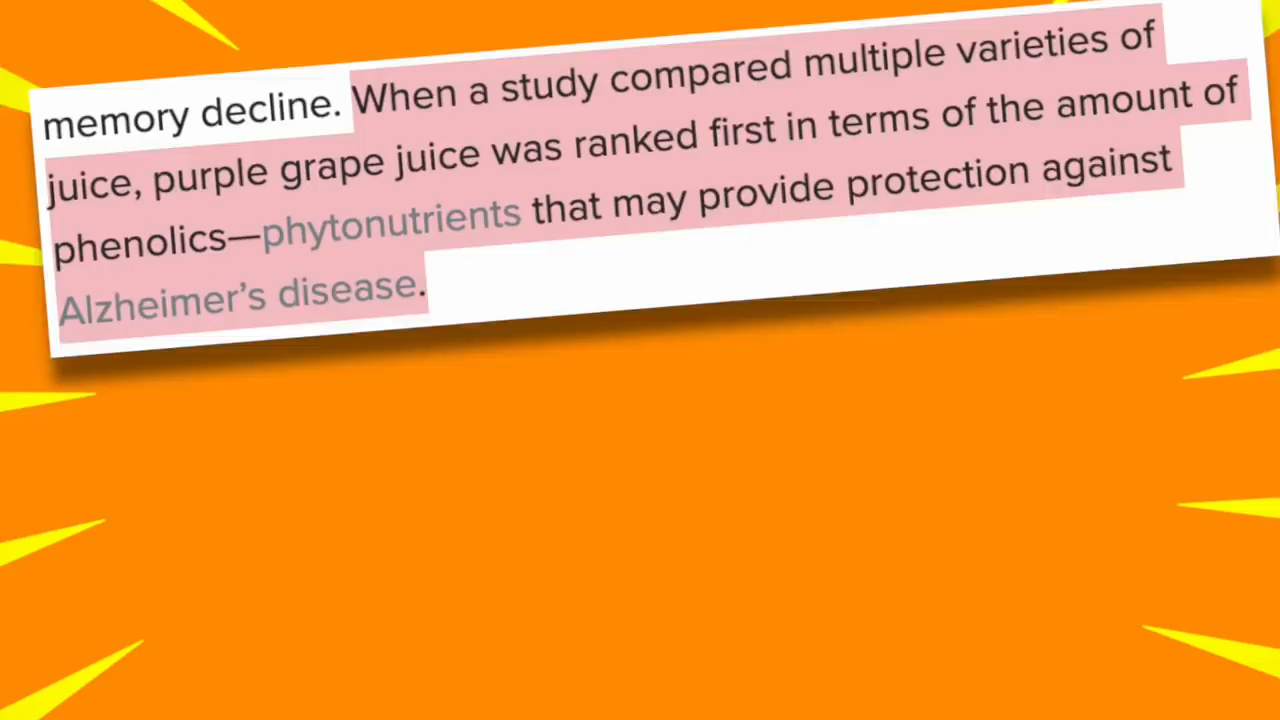 memory decline. When a study compared multiple varieties of
juice, purple grape juice was ranked first in terms of the amount of
phenolics—phytonutrients that may provide protection against
Alzheimer’s disease.